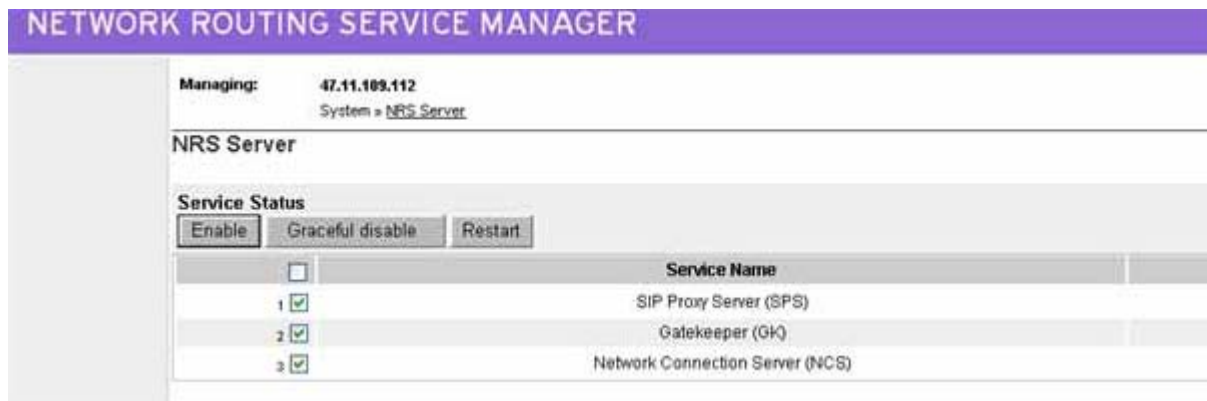 NETWORK ROUTING SERVICE MANAGER
Managing: 47.11.109.112
System » NRS Server
NRS Server
Service Status
Enable Graceful disable Restart
Service Name
1 SIP Proxy Server (SPS)
2 Gatekeeper (GK)
3 Network Connection Server (NCS)